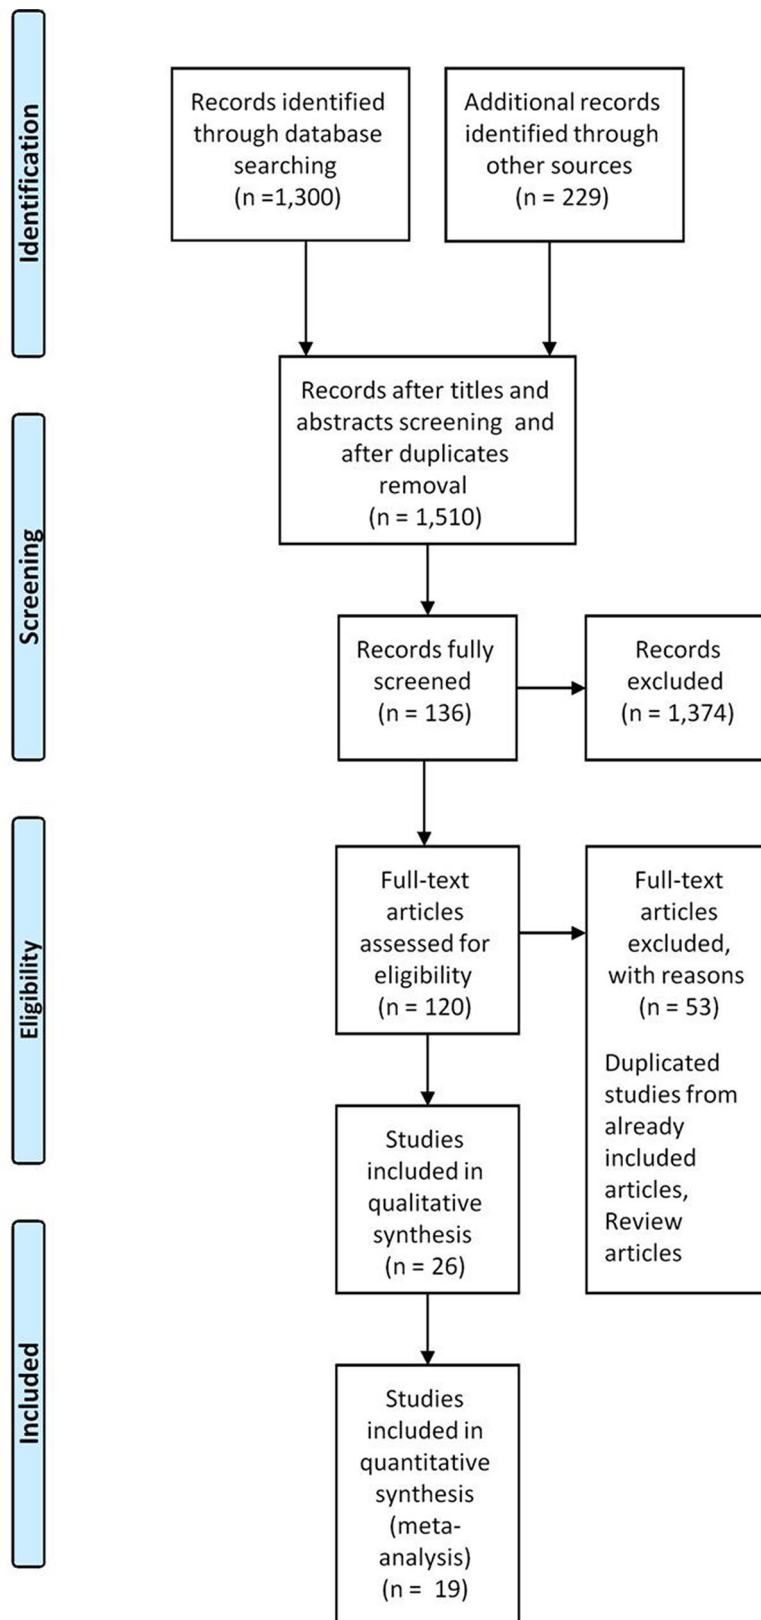 Identification
Records identified
through database
searching
(n =1,300)
Additional records
identified through
other sources
(n = 229)
Records after titles and
abstracts screening and
after duplicates
removal
(n = 1,510)
Screening
Records fully
screened
(n = 136)
Records
excluded
(n = 1,374)
Eligibility
Full-text
articles
assessed for
eligibility
(n = 120)
Full-text
articles
excluded,
with reasons
(n = 53)
Duplicated
studies from
already
included
articles,
Review
articles
Studies
included in
qualitative
synthesis
(n = 26)
Included
Studies
included in
quantitative
synthesis
(meta-
analysis)
(n = 19)